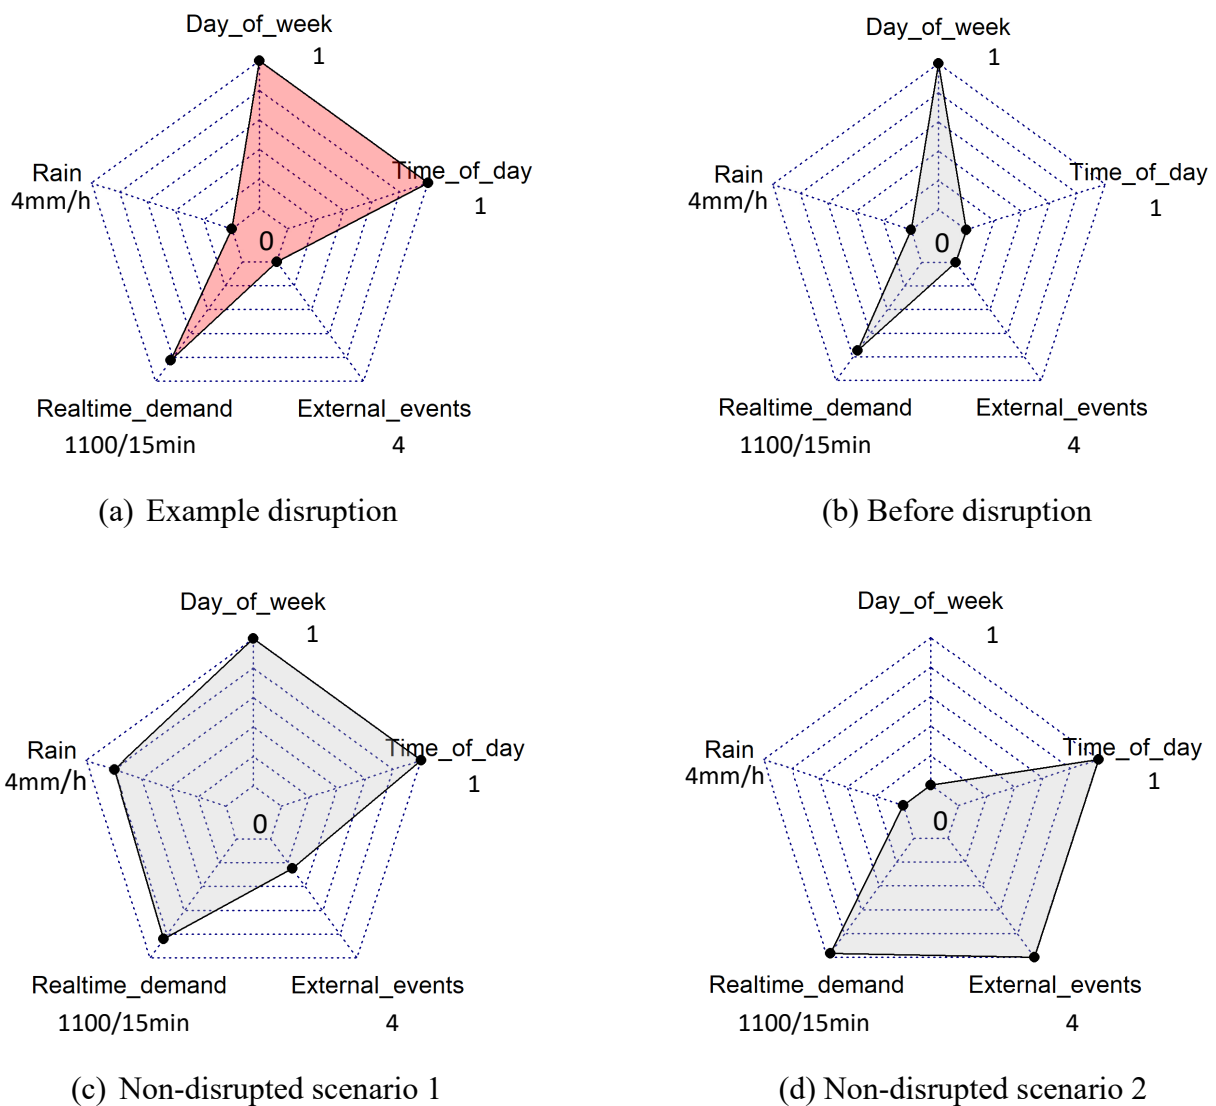 Day_of_week
1
Rain
4mm/h
Time_of_day
1
0
Realtime_demand
1100/15min
External_events
4
(a) Example disruption
Day_of_week
1
Rain
4mm/h
Time_of_day
1
0
Realtime_demand
1100/15min
External_events
4
(b) Before disruption
Day_of_week
1
Rain
4mm/h
Time_of_day
1
0
Realtime_demand
1100/15min
External_events
4
(c) Non-disrupted scenario 1
Day_of_week
1
Rain
4mm/h
Time_of_day
1
0
Realtime_demand
1100/15min
External_events
4
(d) Non-disrupted scenario 2